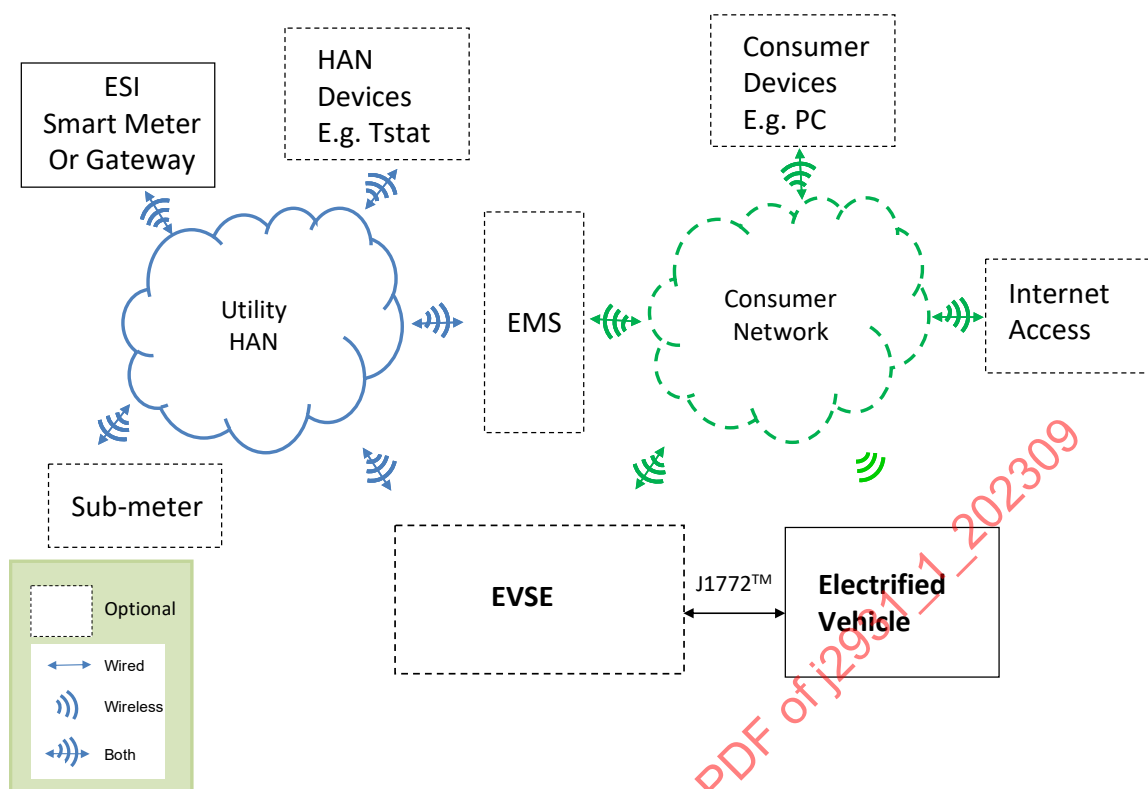 ESI
Smart Meter
Or Gateway
HAN
Devices
E.g. Tstat
Consumer
Devices
E.g. PC
Utility
HAN
EMS
Consumer
Network
Internet
Access
Sub-meter
EVSE
J1772™
Electrified
Vehicle
Optional
Wired
Wireless
Both
PDF of j2931_1_202309